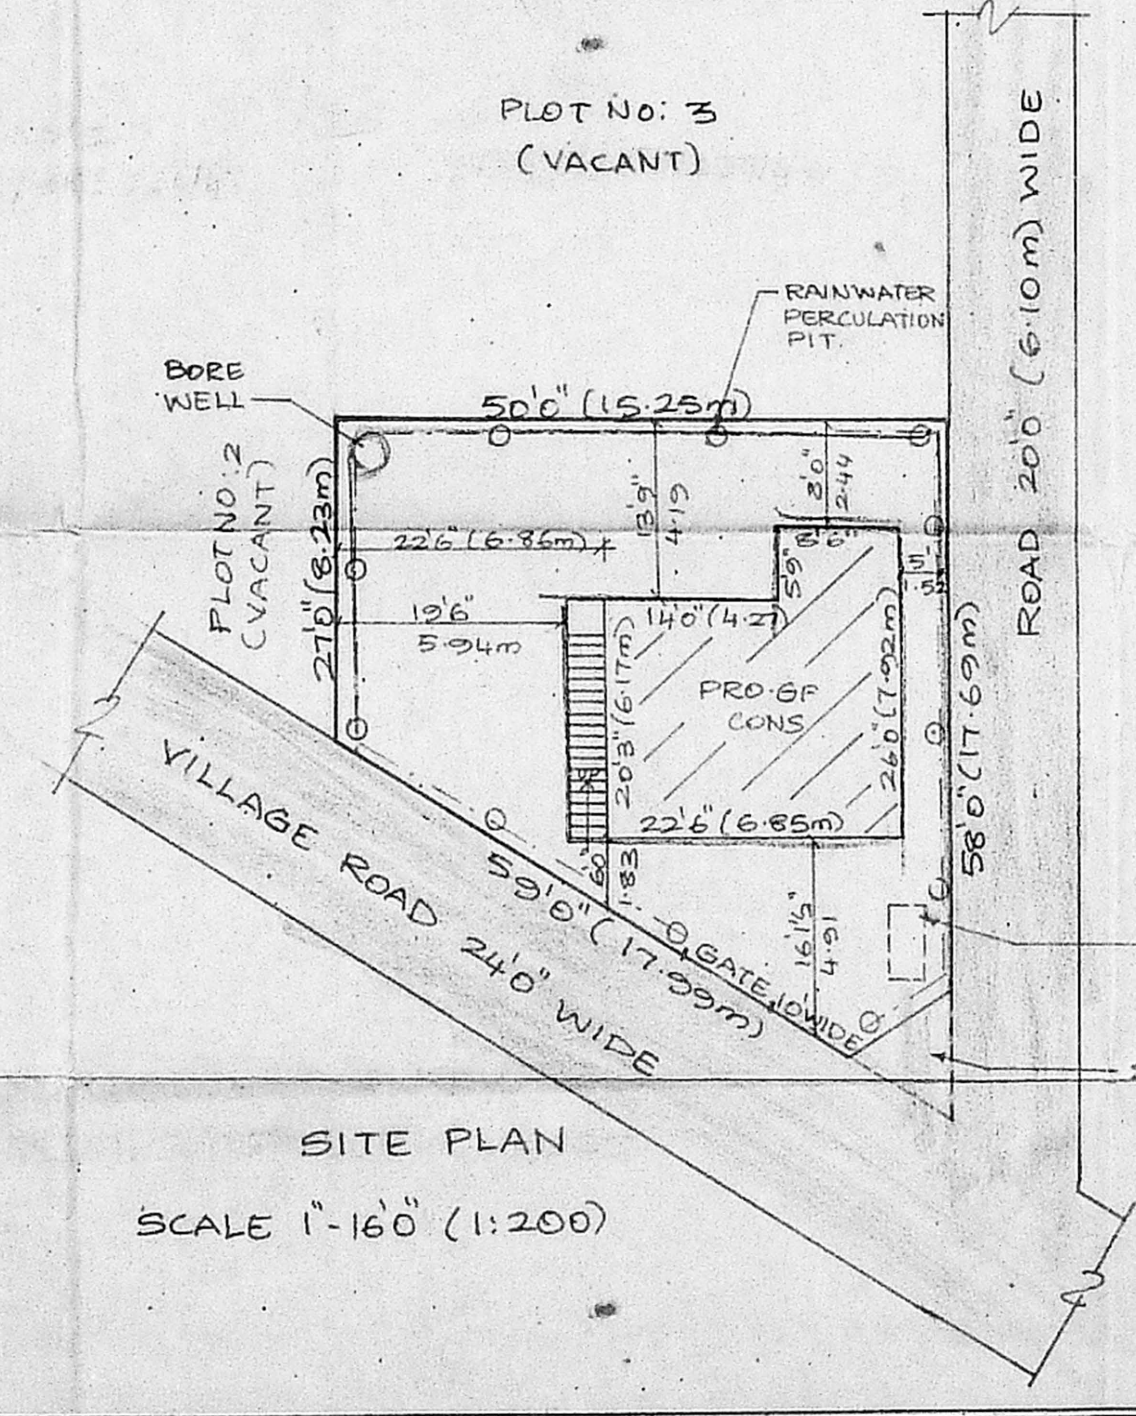 PLOT NO: 3
(VACANT)
ROAD 20'0" (6.10m) WIDE
RAINWATER
PERCULATION
PIT.
BORE
WELL
50'0" (15.25m)
PLOT NO: 2
(VACANT)
27'0" (8.23m)
13'9"
4.19
8'0"
2.44
22'6" (6.86m)
8'6"
5'9"
5'-
1.52
19'6"
5.94m
14'0" (4.27)
20'3" (6.17m)
PRO.GF
CONS
26'0" (7.92m)
58'0" (17.69m)
22'6" (6.85m)
1.83
16'1½"
4.91
VILLAGE ROAD 24'0" WIDE
59'0" (17.99m)
GATE 10' WIDE
SITE PLAN
SCALE 1"-16'0" (1:200)